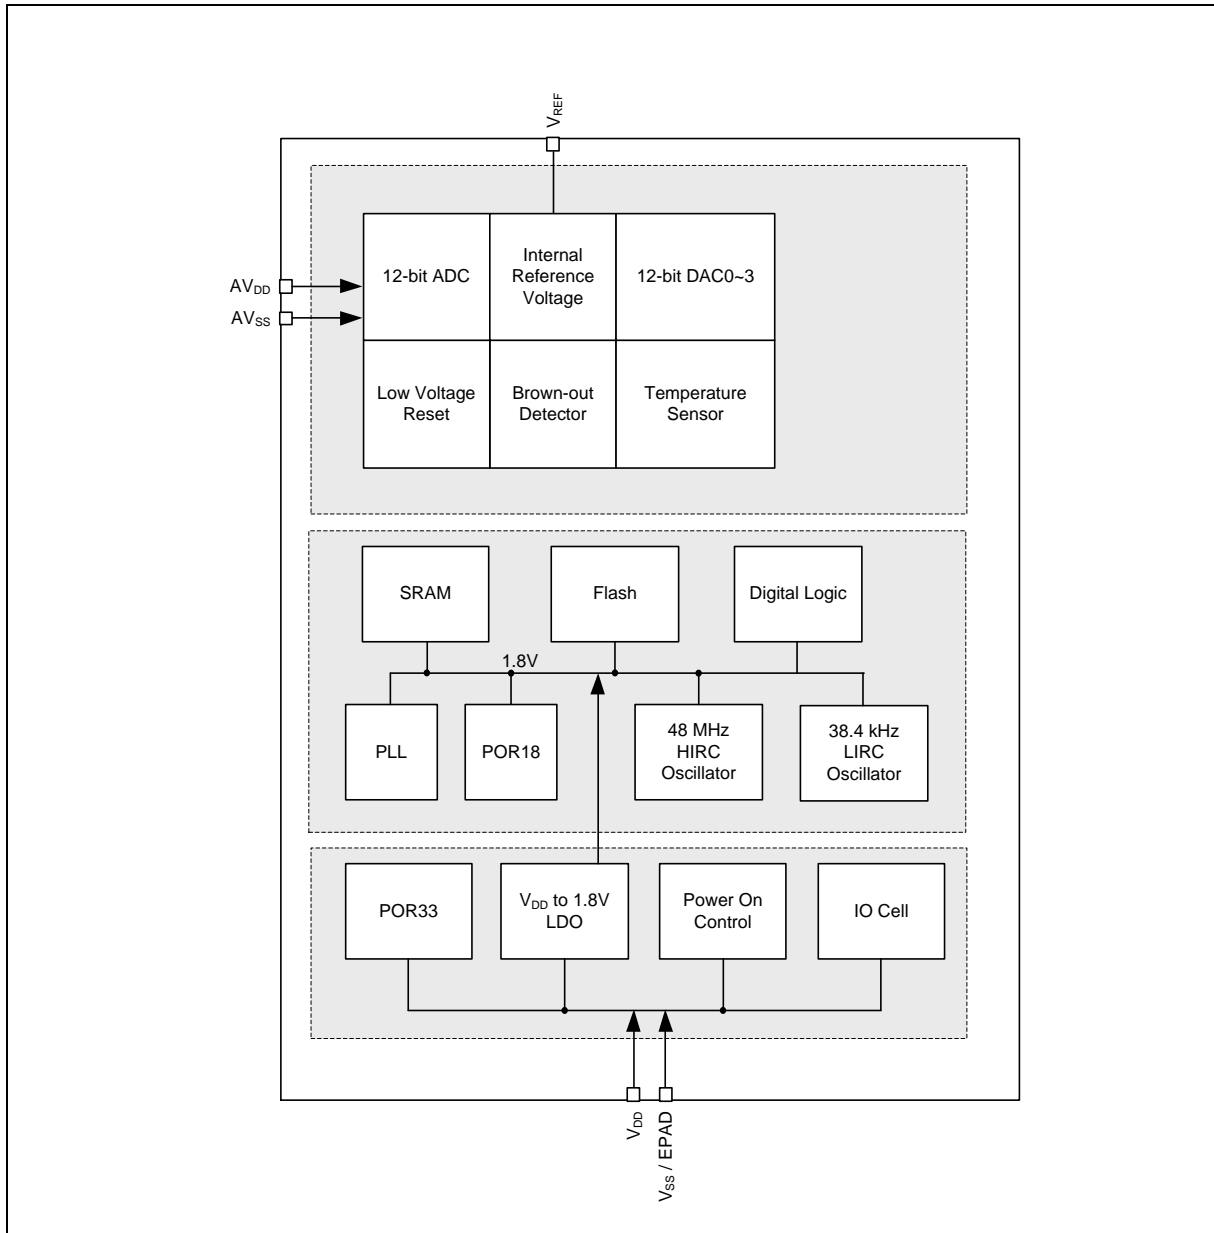 VREF
12-bit ADC
Internal
Reference
Voltage
12-bit DAC0~3
AVDD
AVSS
Low Voltage
Reset
Brown-out
Detector
Temperature
Sensor
SRAM
Flash
Digital Logic
1.8V
PLL
POR18
48 MHz
HIRC
Oscillator
38.4 kHz
LIRC
Oscillator
POR33
VDD to 1.8V
LDO
Power On
Control
IO Cell
VDD
VSS / EPAD